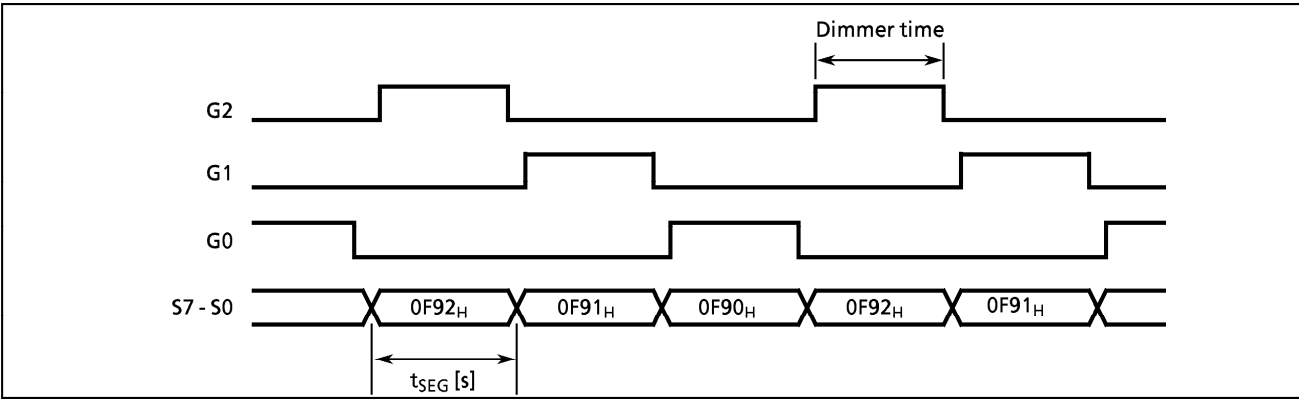 Dimmer time
G2
G1
G0
S7 - S0 0F92H 0F91H 0F90H 0F92H 0F91H
tSEG [s]